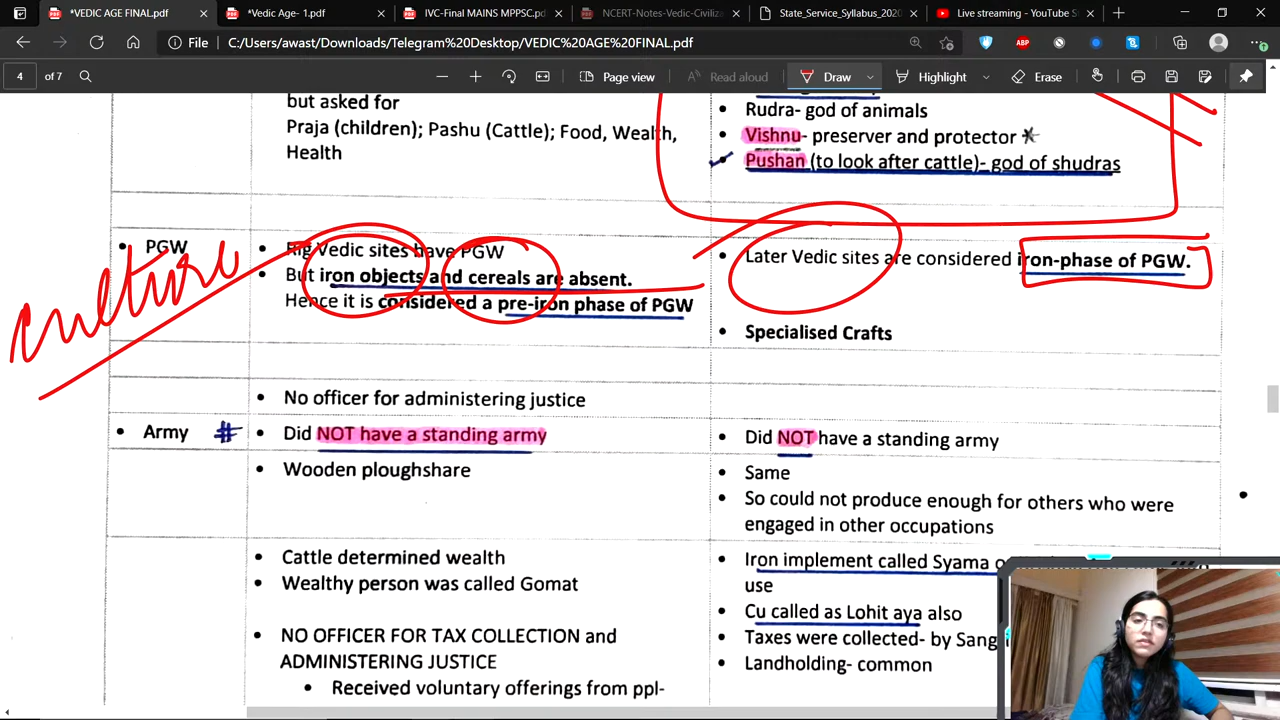 *VEDIC AGE FINAL.pdf
*Vedic Age- 1.pdf
IVC-Final MAINS MPPSC.pd
NCERT-Notes-Vedic-Civiliz
State_Service_Syllabus_2020
Live streaming - YouTube S
File C:/Users/awast/Downloads/Telegram%20Desktop/VEDIC%20AGE%20FINAL.pdf
4 of 7 Page view Read aloud Draw Highlight Erase
but asked for
Praja (children); Pashu (Cattle); Food, Wealth,
Health
Rudra- god of animals
Vishnu- preserver and protector
Pushan (to look after cattle)- god of shudras
PGW
Rig Vedic sites have PGW
But iron objects and cereals are absent.
Hence it is considered a pre-iron phase of PGW
Later Vedic sites are considered iron-phase of PGW.
Specialised Crafts
No officer for administering justice
Army #
Did NOT have a standing army
Did NOT have a standing army
Wooden ploughshare
Same
So could not produce enough for others who were
engaged in other occupations
Cattle determined wealth
Wealthy person was called Gomat
NO OFFICER FOR TAX COLLECTION and
ADMINISTERING JUSTICE
Received voluntary offerings from ppl-
Iron implement called Syama
use
Cu called as Lohit aya also
Taxes were collected- by
Landholding- common